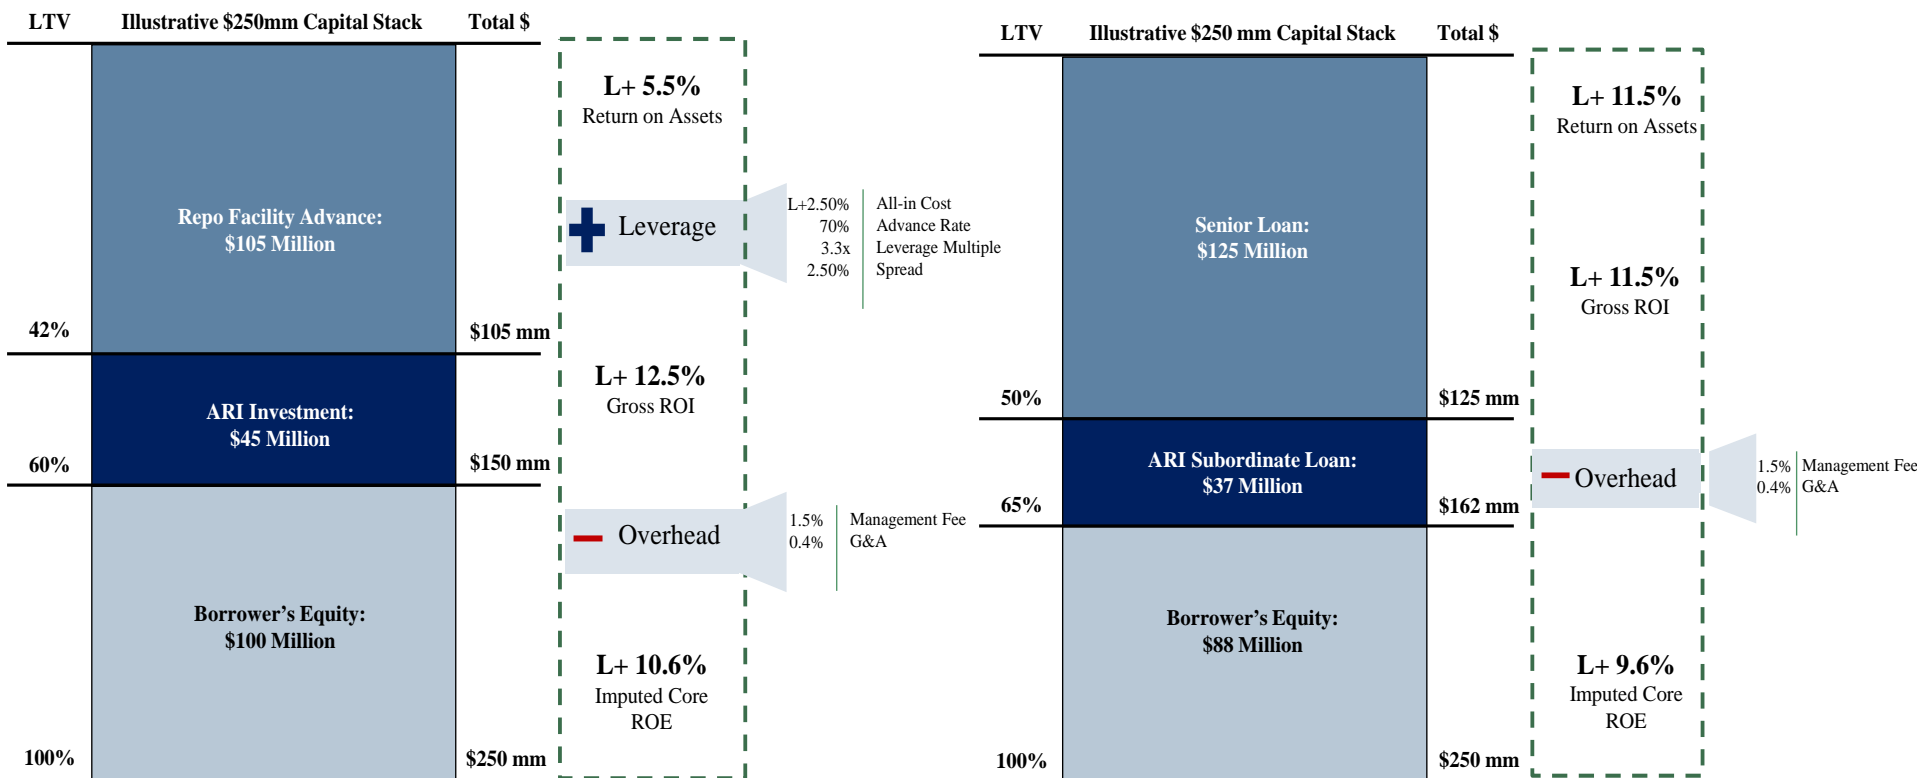 LTV Illustrative $250mm Capital Stack Total $
Repo Facility Advance:
$105 Million
42% $105 mm
ARI Investment:
$45 Million
60% $150 mm
Borrower's Equity:
$100 Million
100% $250 mm
L+ 5.5%
Return on Assets
Leverage
L+2.50% All-in Cost
70% Advance Rate
3.3x Leverage Multiple
2.50% Spread
L+ 12.5%
Gross ROI
Overhead
1.5% Management Fee
0.4% G&A
L+ 10.6%
Imputed Core
ROE
LTV Illustrative $250 mm Capital Stack Total $
Senior Loan:
$125 Million
50% $125 mm
ARI Subordinate Loan:
$37 Million
65% $162 mm
Borrower's Equity:
$88 Million
100% $250 mm
L+ 11.5%
Return on Assets
L+ 11.5%
Gross ROI
Overhead
1.5% Management Fee
0.4% G&A
L+ 9.6%
Imputed Core
ROE